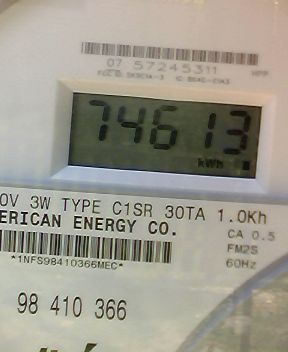 07 57245311 HPP
74613
kWh
0V 3W TYPE C1SR 30TA 1.0Kh
ERICAN ENERGY CO.
CA 0.5
FM2S
*1NFS98410366MEC*
60Hz
98 410 366